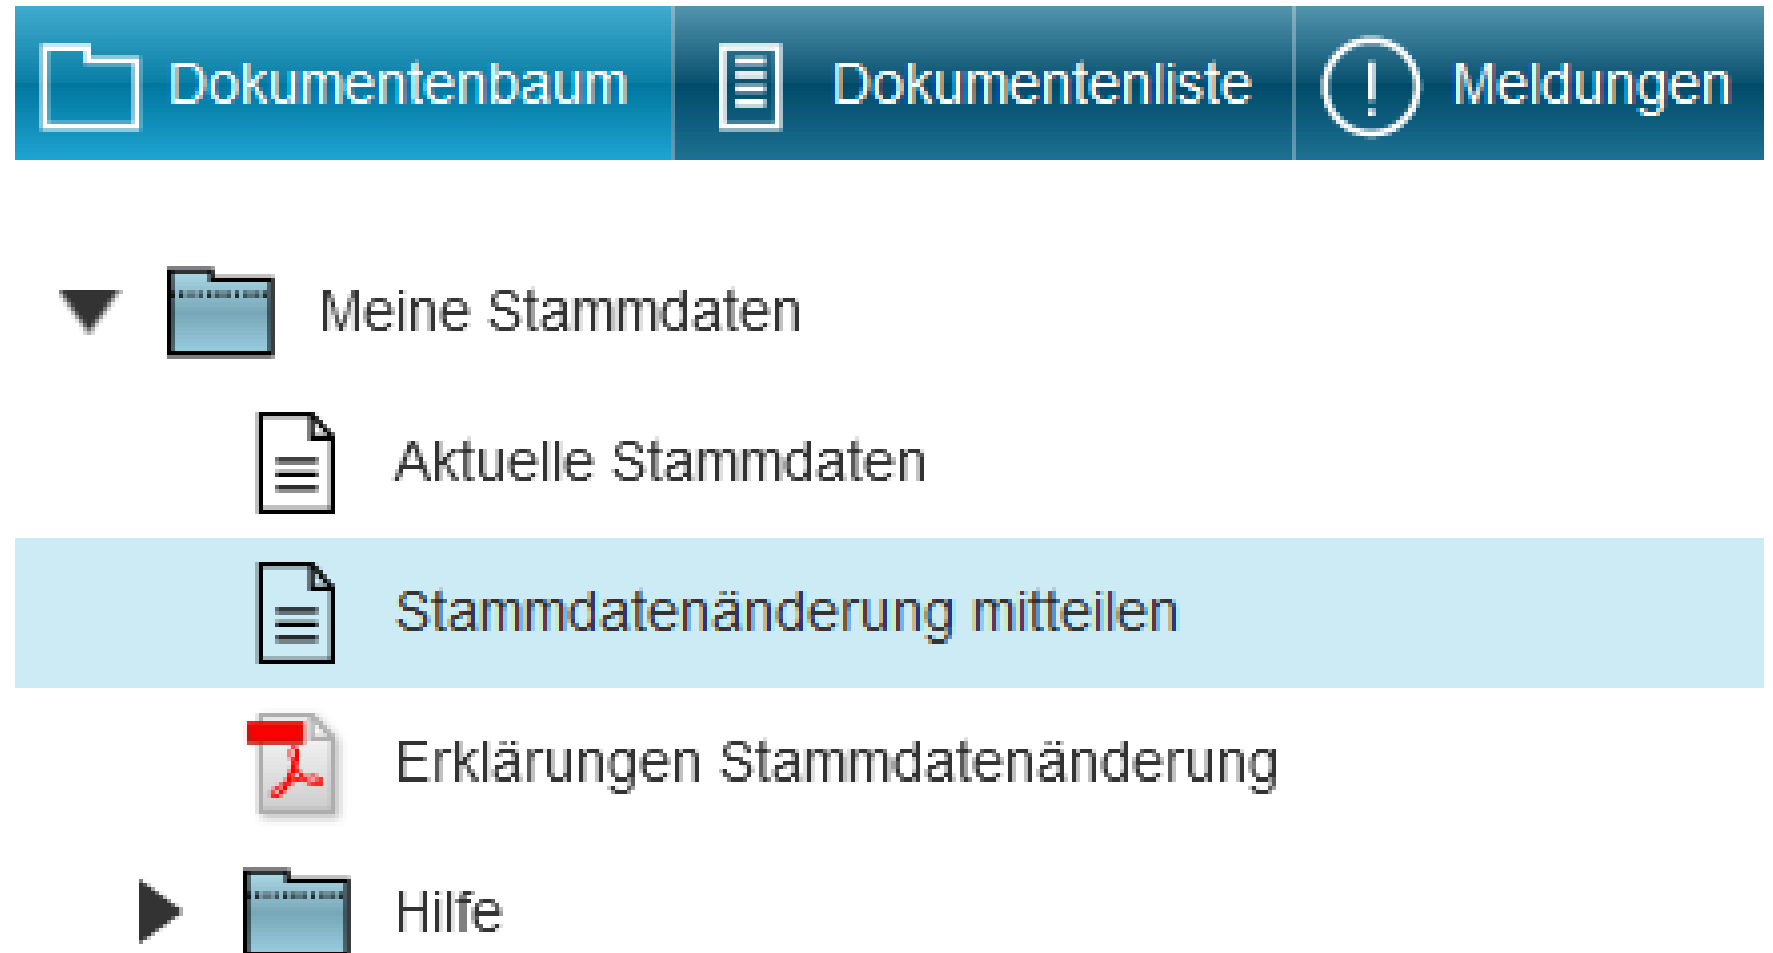 Dokumentenbaum Dokumentenliste Meldungen
Meine Stammdaten
Aktuelle Stammdaten
Stammdatenänderung mitteilen
Erklärungen Stammdatenänderung
Hilfe